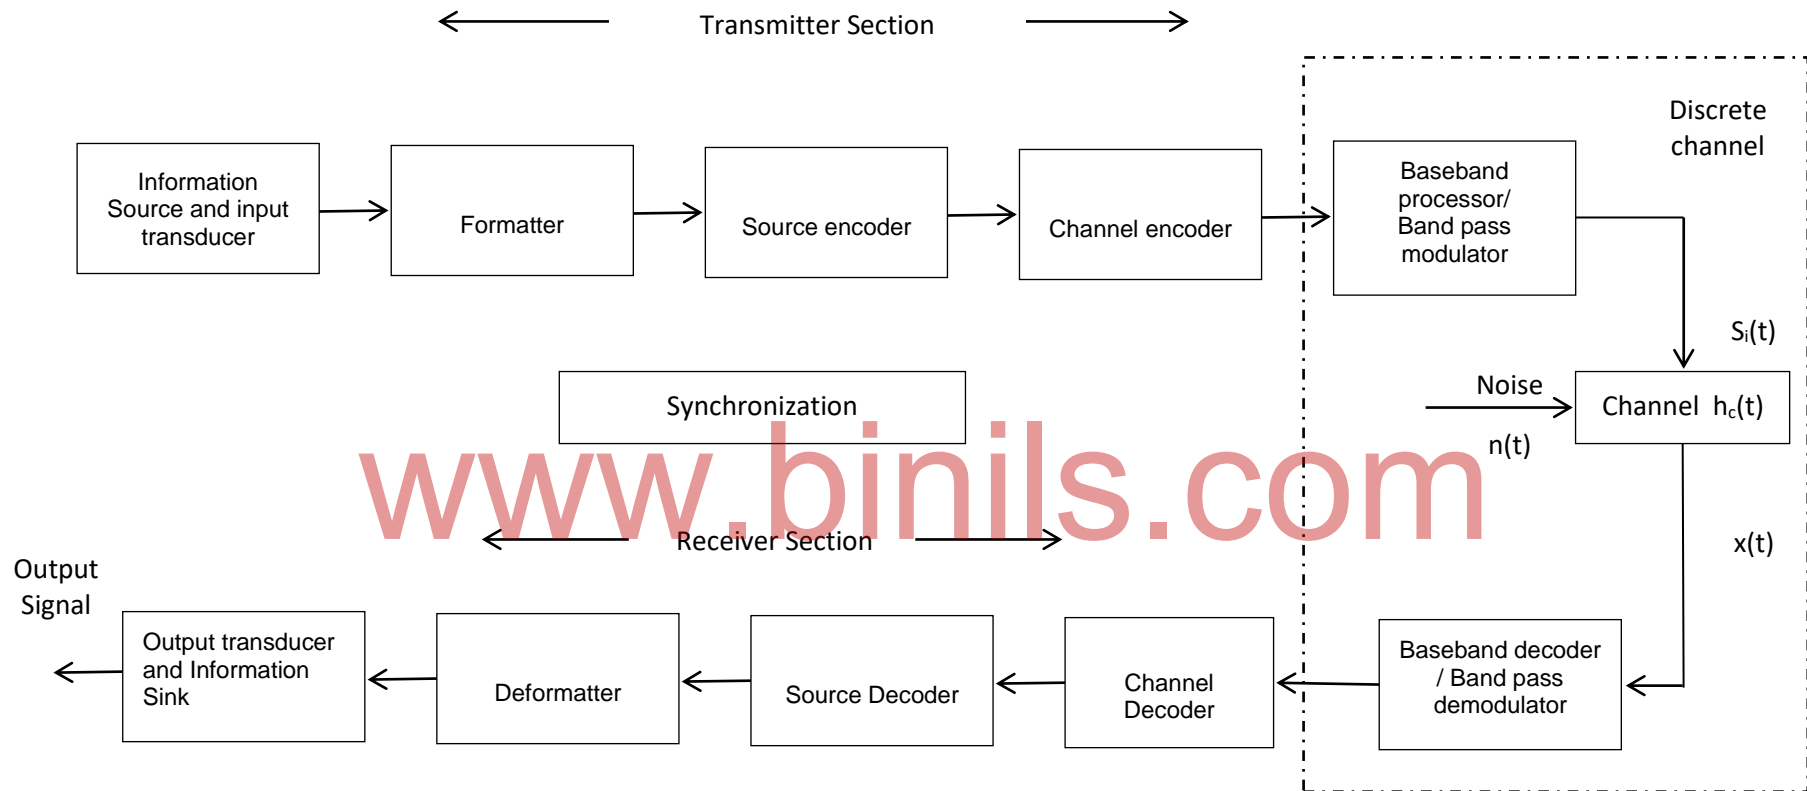 Transmitter Section
Discrete
channel
Information
Source and input
transducer
Formatter
Source encoder
Channel encoder
Baseband
processor/
Band pass
modulator
Sᵢ(t)
Synchronization
Noise
n(t)
Channel h꜀(t)
www.binils.com
Receiver Section
x(t)
Output
Signal
Output transducer
and Information
Sink
Deformatter
Source Decoder
Channel
Decoder
Baseband decoder
/ Band pass
demodulator